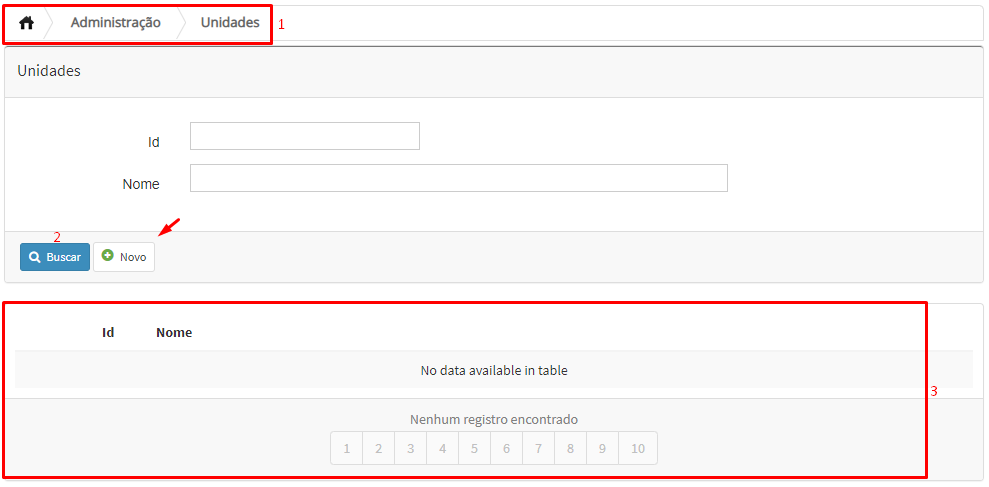 Administração Unidades 1
Unidades
Id
Nome
2
Buscar Novo
Id Nome
No data available in table
3
Nenhum registro encontrado
1 2 3 4 5 6 7 8 9 10